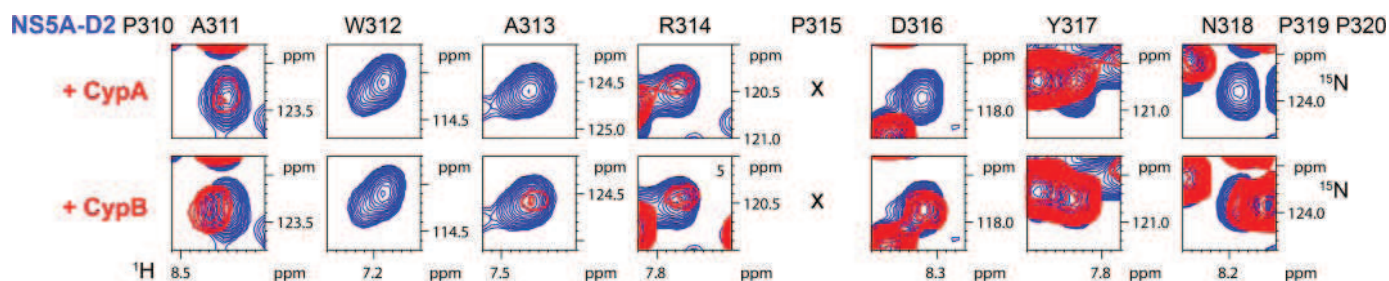 NS5A-D2 P310 A311 W312 A313 R314 P315 D316 Y317 N318 P319 P320
ppm ppm ppm ppm ppm ppm ppm
+ CypA 123.5 114.5 124.5 125.0 120.5 121.0 X 118.0 121.0 124.0 15N
ppm ppm ppm 5 ppm ppm ppm ppm
+ CypB 123.5 114.5 124.5 120.5 X 118.0 121.0 124.0 15N
1H 8.5 ppm 7.2 ppm 7.5 ppm 7.8 ppm 8.3 ppm 7.8 ppm 8.2 ppm